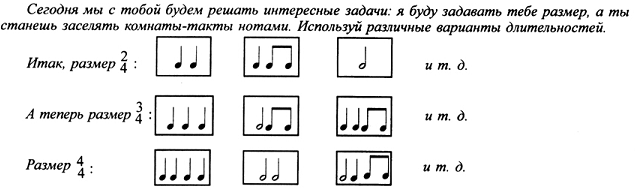 Сегодня мы с тобой будем решать интересные задачи: я буду задавать тебе размер, а ты
станешь заселять комнаты-такты нотами. Используй различные варианты длительностей.
Итак, размер 2/4 : и т. д.
А теперь размер 3/4 : и т. д.
Размер 4/4 : и т. д.